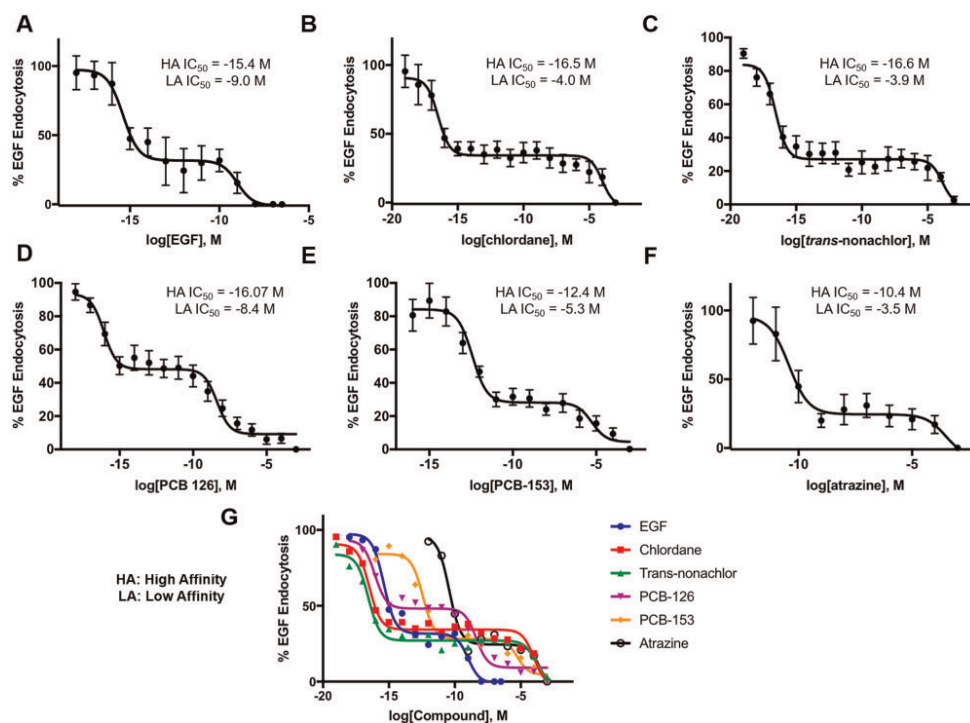 A
% EGF Endocytosis
100
50
0
HA IC50 = -15.4 M
LA IC50 = -9.0 M
-15
-10
-5
log[EGF], M
B
% EGF Endocytosis
100
50
0
HA IC50 = -16.5 M
LA IC50 = -4.0 M
-20
-15
-10
-5
0
log[chlordane], M
C
% EGF Endocytosis
100
80
60
40
20
0
HA IC50 = -16.6 M
LA IC50 = -3.9 M
-20
-15
-10
-5
0
log[trans-nonachlor], M
D
% EGF Endocytosis
100
80
60
40
20
0
HA IC50 = -16.07 M
LA IC50 = -8.4 M
-15
-10
-5
log[PCB 126], M
E
% EGF Endocytosis
100
80
60
40
20
0
HA IC50 = -12.4 M
LA IC50 = -5.3 M
-15
-10
-5
log[PCB-153], M
F
% EGF Endocytosis
100
50
0
HA IC50 = -10.4 M
LA IC50 = -3.5 M
-10
-5
log[atrazine], M
G
HA: High Affinity
LA: Low Affinity
% EGF Endocytosis
100
75
50
25
0
-20
-15
-10
-5
0
log[Compound], M
EGF
Chlordane
Trans-nonachlor
PCB-126
PCB-153
Atrazine